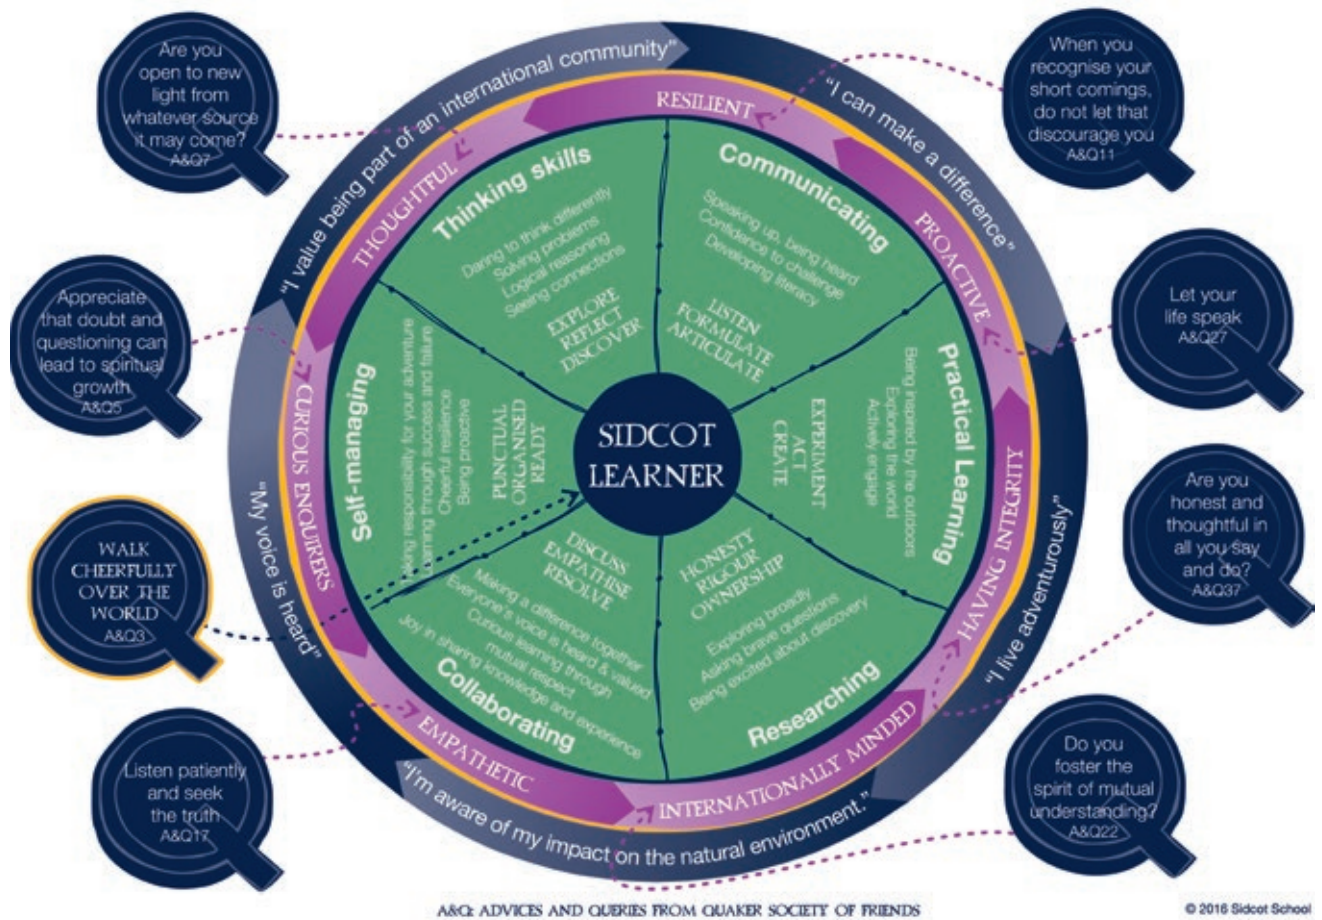 Are you
open to new
light from
whatever source
it may come?
A&Q7
Appreciate
that doubt and
questioning can
lead to spiritual
growth
A&Q5
WALK
CHEERFULLY
OVER THE
WORLD
A&Q3
Listen patiently
and seek
the truth
A&Q17
When you
recognise your
short comings,
do not let that
discourage you
A&Q11
Let your
life speak
A&Q27
Are you
honest and
thoughtful in
all you say
and do?
A&Q37
Do you
foster the
spirit of mutual
understanding?
A&Q22
"I value being part of an international community"
"I can make a difference"
"I live adventurously"
"I'm aware of my impact on the natural environment."
"My voice is heard"
RESILIENT
PROACTIVE
HAVING INTEGRITY
INTERNATIONALLY MINDED
EMPATHETIC
CURIOUS ENQUIRERS
THOUGHTFUL
Thinking skills
Daring to think differently
Solving problems
Logical reasoning
Seeing connections
EXPLORE
REFLECT
DISCOVER
Communicating
Speaking up, being heard
Confidence to challenge
Developing literacy
LISTEN
FORMULATE
ARTICULATE
Practical Learning
Being inspired by the outdoors
Exploring the world
Actively engage
EXPERIMENT
ACT
CREATE
Researching
HONESTY
RIGOUR
OWNERSHIP
Exploring broadly
Asking brave questions
Being excited about discovery
Collaborating
DISCUSS
EMPATHISE
RESOLVE
Making a difference together
Everyone's voice is heard & valued
Curious learning through
mutual respect
Joy in sharing knowledge and experience
Self-managing
Taking responsibility for your adventure
Learning through success and failure
Cheerful resilience
Being proactive
PUNCTUAL
ORGANISED
READY
SIDCOT
LEARNER
A&Q: ADVICES AND QUERIES FROM QUAKER SOCIETY OF FRIENDS
© 2016 Sidcot School